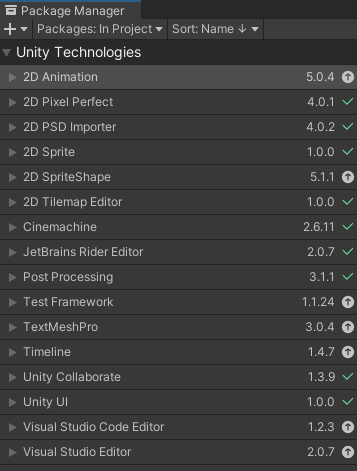 Package Manager
+ Packages: In Project Sort: Name ↓
Unity Technologies
2D Animation 5.0.4
2D Pixel Perfect 4.0.1
2D PSD Importer 4.0.2
2D Sprite 1.0.0
2D SpriteShape 5.1.1
2D Tilemap Editor 1.0.0
Cinemachine 2.6.11
JetBrains Rider Editor 2.0.7
Post Processing 3.1.1
Test Framework 1.1.24
TextMeshPro 3.0.4
Timeline 1.4.7
Unity Collaborate 1.3.9
Unity UI 1.0.0
Visual Studio Code Editor 1.2.3
Visual Studio Editor 2.0.7